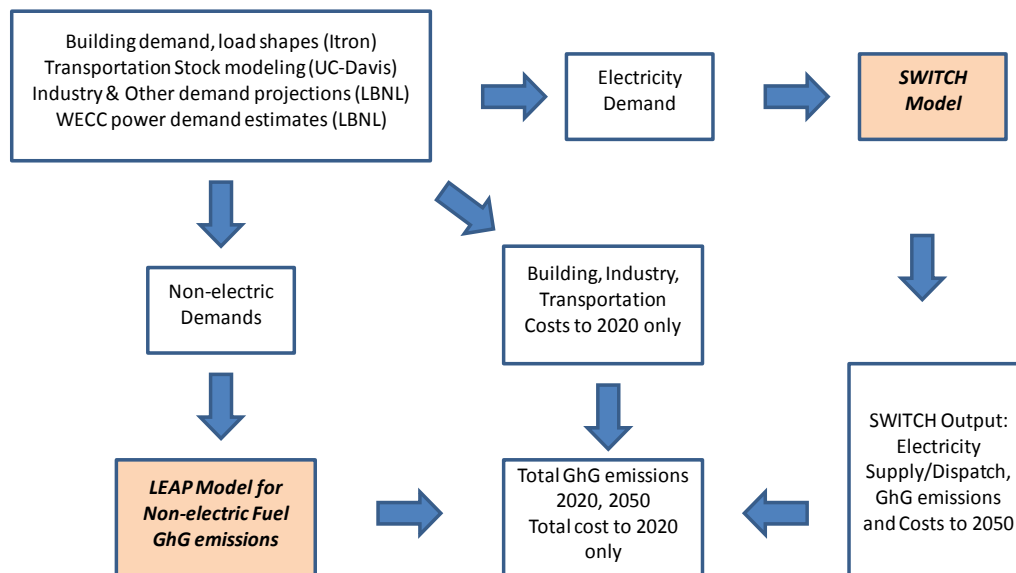 Building demand, load shapes (Itron)
Transportation Stock modeling (UC-Davis)
Industry & Other demand projections (LBNL)
WECC power demand estimates (LBNL)
Electricity
Demand
SWITCH
Model
Non-electric
Demands
Building, Industry,
Transportation
Costs to 2020 only
LEAP Model for
Non-electric Fuel
GhG emissions
Total GhG emissions
2020, 2050
Total cost to 2020
only
SWITCH Output:
Electricity
Supply/Dispatch,
GhG emissions
and Costs to 2050